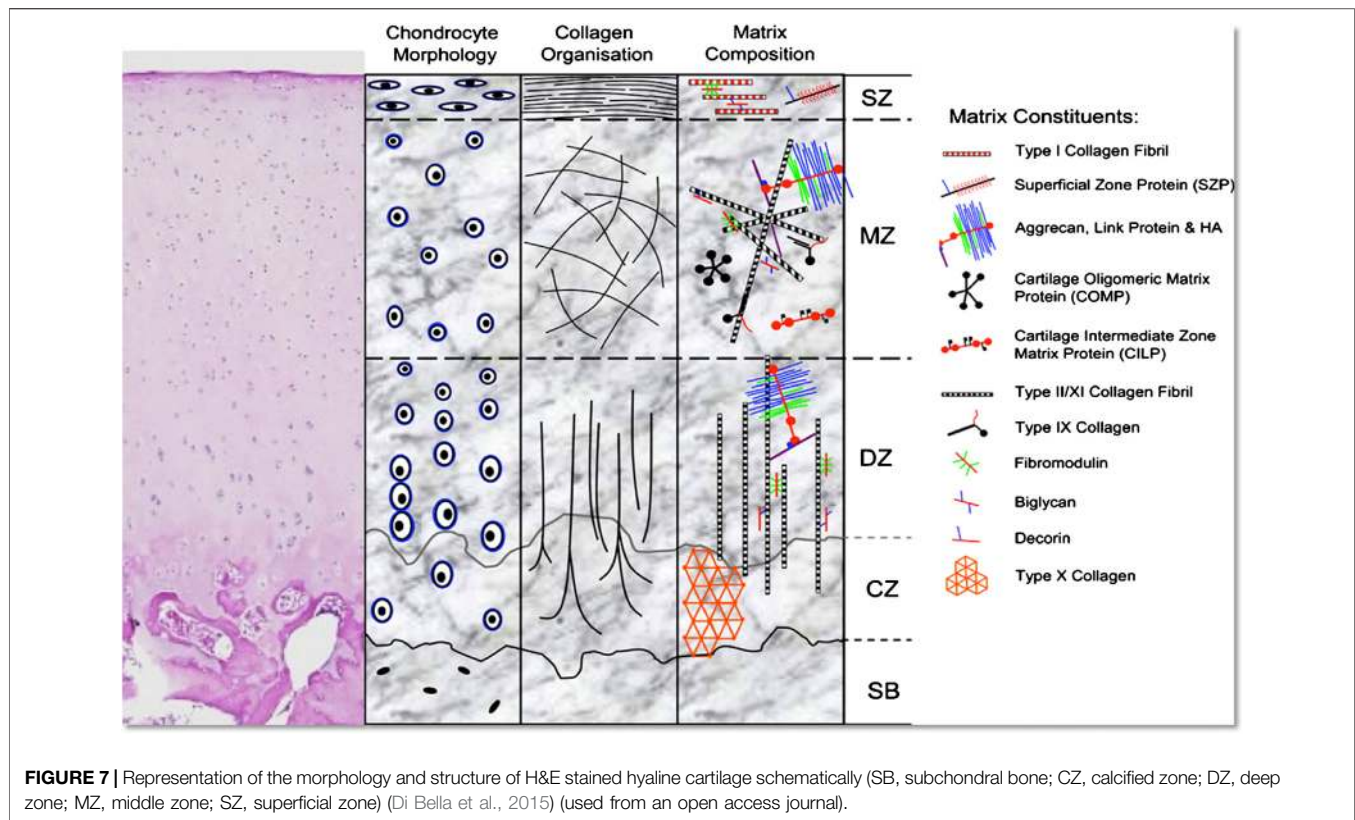 Chondrocyte Morphology
Collagen Organisation
Matrix Composition
SZ
MZ
DZ
CZ
SB
Matrix Constituents:
Type I Collagen Fibril
Superficial Zone Protein (SZP)
Aggrecan, Link Protein & HA
Cartilage Oligomeric Matrix
Protein (COMP)
Cartilage Intermediate Zone
Matrix Protein (CILP)
Type II/XI Collagen Fibril
Type IX Collagen
Fibromodulin
Biglycan
Decorin
Type X Collagen
FIGURE 7 | Representation of the morphology and structure of H&E stained hyaline cartilage schematically (SB, subchondral bone; CZ, calcified zone; DZ, deep
zone; MZ, middle zone; SZ, superficial zone) (Di Bella et al., 2015) (used from an open access journal).